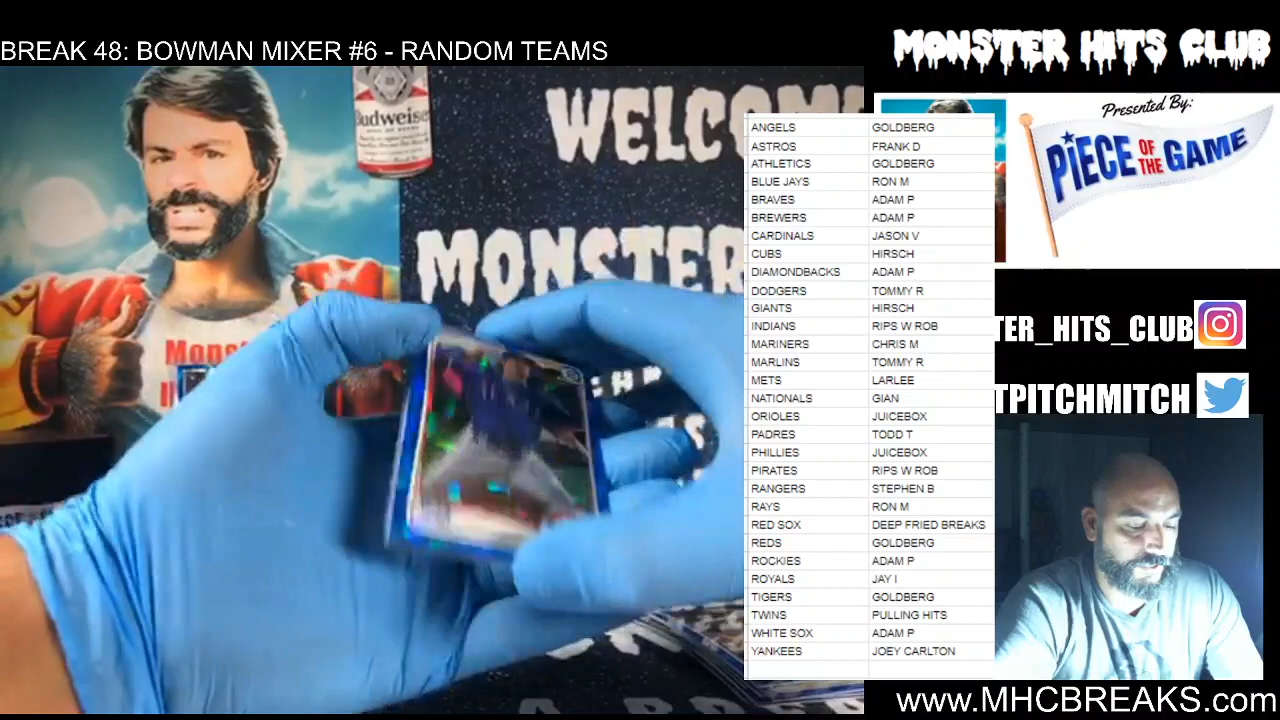 BREAK 48: BOWMAN MIXER #6 - RANDOM TEAMS
MONSTER HITS CLUB
Presented By:
PIECE OF THE GAME
Budweiser
WELCOM
MONSTER
ANGELS GOLDBERG
ASTROS FRANK D
ATHLETICS GOLDBERG
BLUE JAYS RON M
BRAVES ADAM P
BREWERS ADAM P
CARDINALS JASON V
CUBS HIRSCH
DIAMONDBACKS ADAM P
DODGERS TOMMY R
GIANTS HIRSCH
INDIANS RIPS W ROB
MARINERS CHRIS M
MARLINS TOMMY R
METS LARLEE
NATIONALS GIAN
ORIOLES JUICEBOX
PADRES TODD T
PHILLIES JUICEBOX
PIRATES RIPS W ROB
RANGERS STEPHEN B
RAYS RON M
RED SOX DEEP FRIED BREAKS
REDS GOLDBERG
ROCKIES ADAM P
ROYALS JAY I
TIGERS GOLDBERG
TWINS PULLING HITS
WHITE SOX ADAM P
YANKEES JOEY CARLTON
TER_HITS_CLUB
TPITCHMITCH
www.MHCBREAKS.com